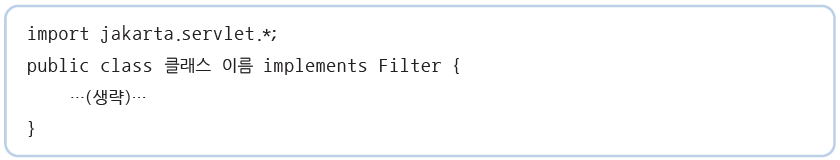 import jakarta.servlet.*;
public class 클래스 이름 implements Filter {
…(생략)…
}